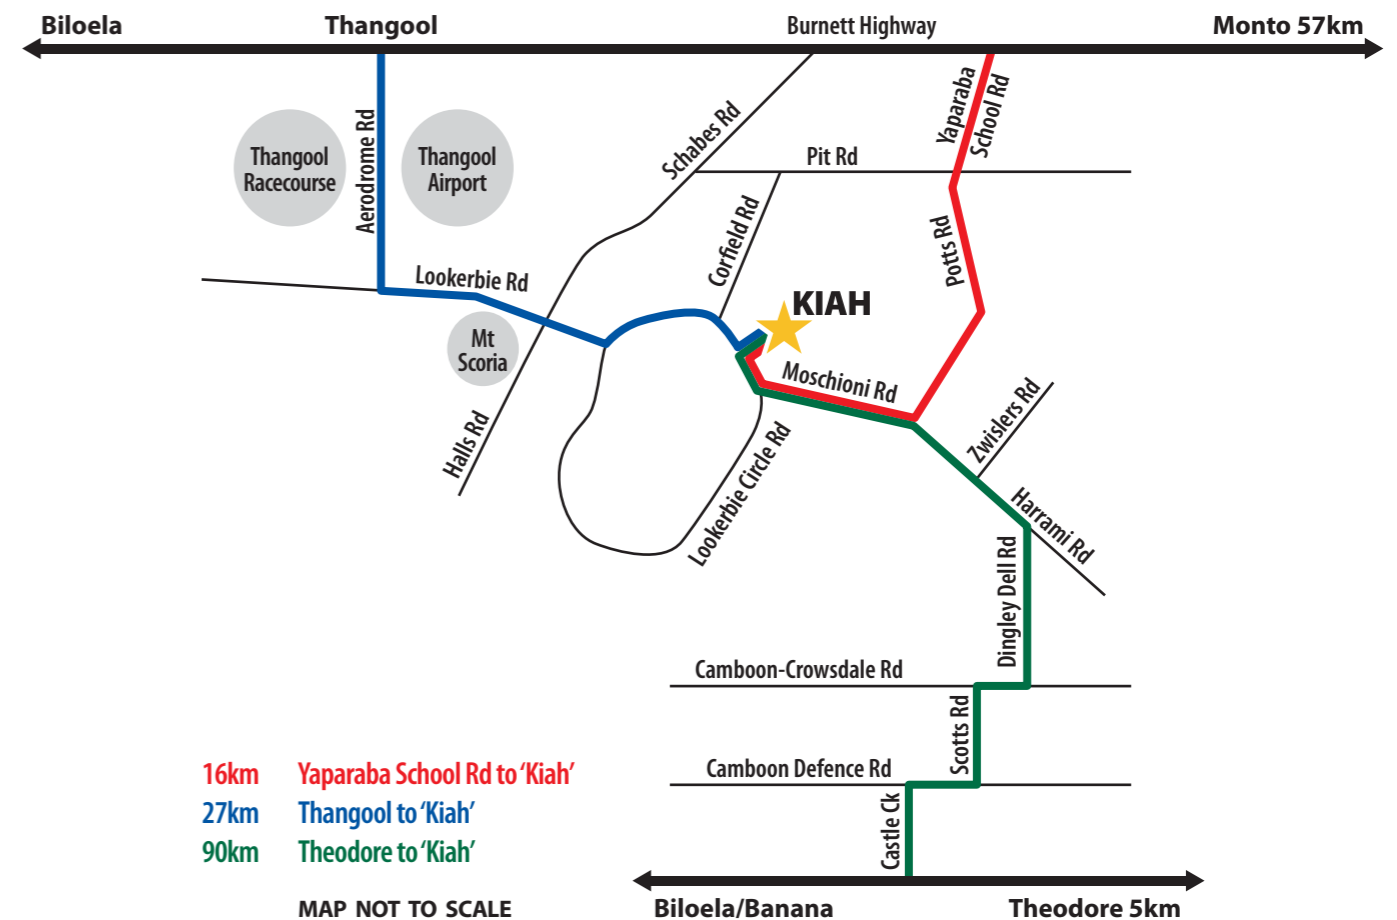 Biloela
Thangool
Burnett Highway
Monto 57km
Yaparaba
School Rd
Schabes Rd
Aerodrome Rd
Thangool
Racecourse
Thangool
Airport
Pit Rd
Corfield Rd
Potts Rd
Lookerbie Rd
KIAH
Mt
Scoria
Moschioni Rd
Zwislers Rd
Halls Rd
Lookerbie Circle Rd
Harrami Rd
Dingley Dell Rd
Camboon-Crowsdale Rd
Scotts Rd
Camboon Defence Rd
Castle Ck
16km Yaparaba School Rd to ‘Kiah’
27km Thangool to ‘Kiah’
90km Theodore to ‘Kiah’
MAP NOT TO SCALE
Biloela/Banana
Theodore 5km